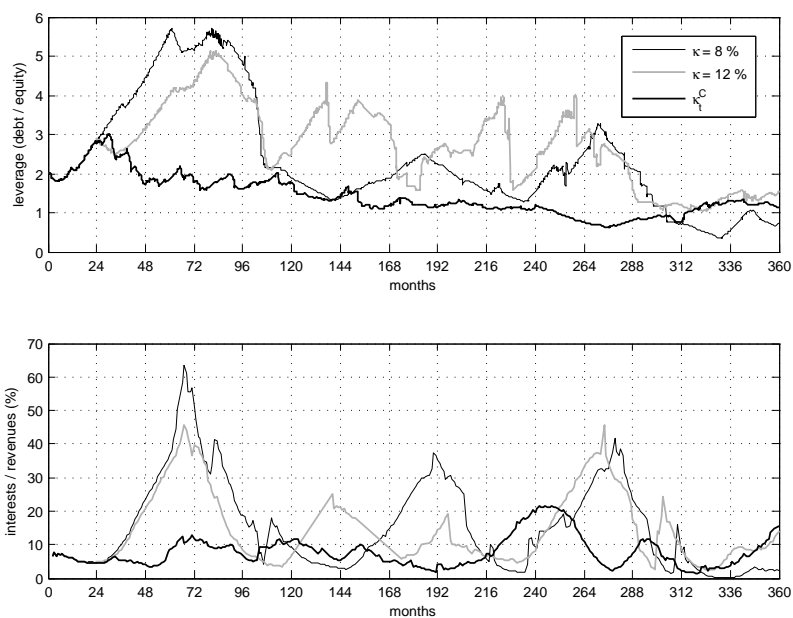 6
5
4
3
2
1
0
leverage (debt / equity)
κ = 8 %
κ = 12 %
κ_t^C
0 24 48 72 96 120 144 168 192 216 240 264 288 312 336 360
months
70
60
50
40
30
20
10
0
interests / revenues (%)
0 24 48 72 96 120 144 168 192 216 240 264 288 312 336 360
months